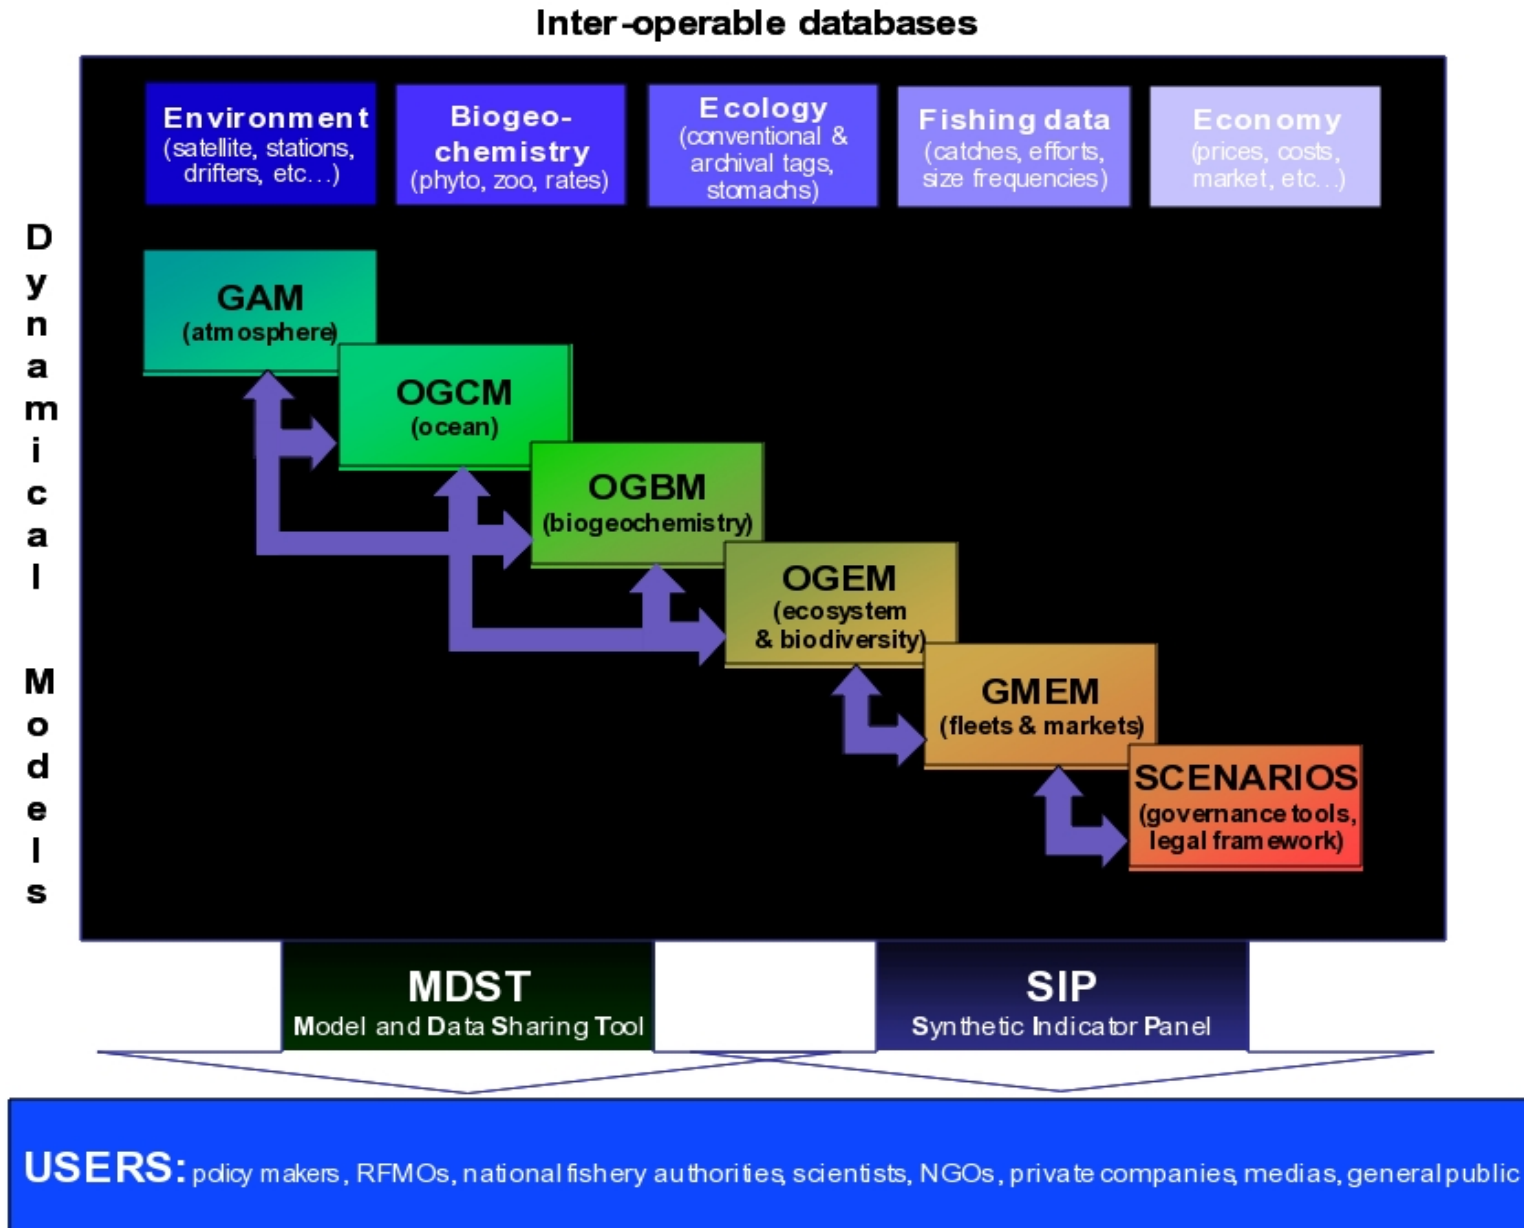 Inter-operable databases
Environment
(satellite, stations,
drifters, etc…)
Biogeo-
chemistry
(phyto, zoo, rates)
Ecology
(conventional &
archival tags,
stomachs)
Fishing data
(catches, efforts,
size frequencies)
Economy
(prices, costs,
market, etc…)
Dynamical Models
GAM
(atmosphere)
OGCM
(ocean)
OGBM
(biogeochemistry)
OGEM
(ecosystem
& biodiversity)
GMEM
(fleets & markets)
SCENARIOS
(governance tools,
legal framework)
MDST
Model and Data Sharing Tool
SIP
Synthetic Indicator Panel
USERS: policy makers, RFMOs, national fishery authorities, scientists, NGOs, private companies, medias, general public